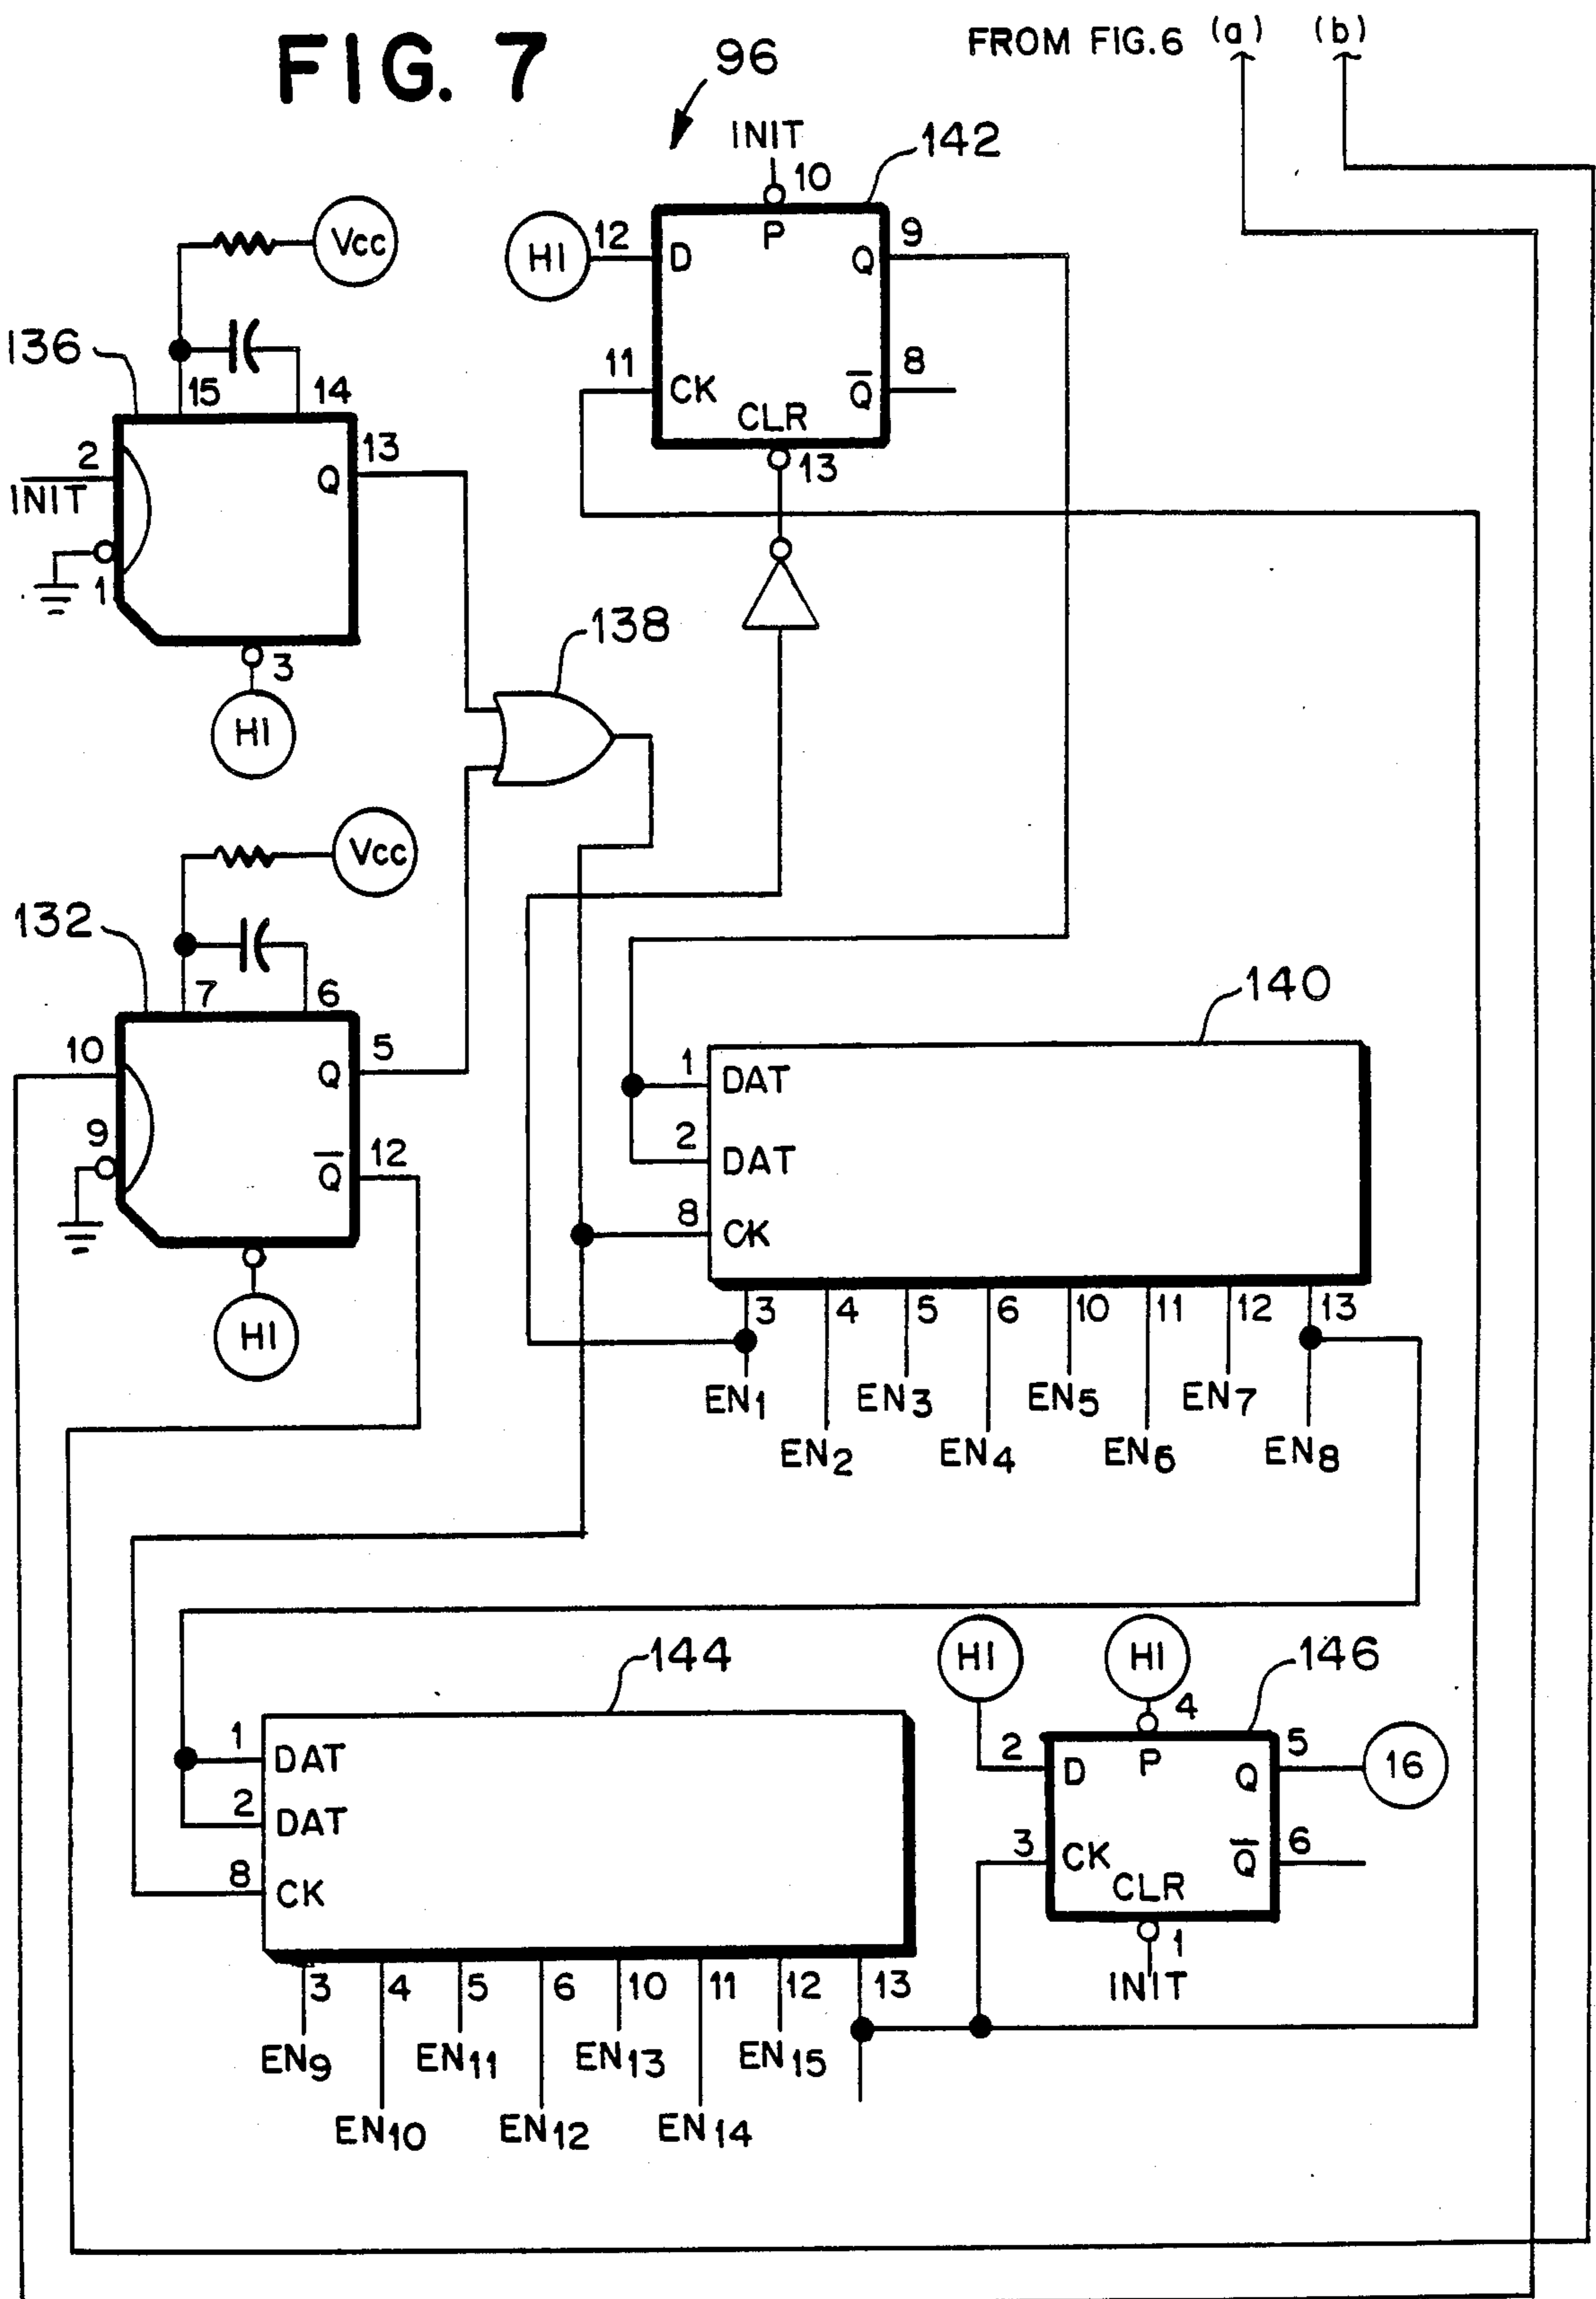 FIG. 7
FROM FIG.6 (a) (b)
96
INIT
142
10
P
HI
12
D
Q
9
11
CK
Q̅
8
CLR
13
Vcc
136
15
14
2
INIT
Q
13
1
3
HI
138
Vcc
132
7
6
10
Q
5
9
Q̅
12
HI
140
1
DAT
2
DAT
8
CK
3
4
5
6
10
11
12
13
EN1
EN3
EN5
EN7
EN2
EN4
EN6
EN8
144
1
DAT
2
DAT
8
CK
3
4
5
6
10
11
12
13
EN9
EN11
EN13
EN15
EN10
EN12
EN14
HI
HI
146
4
2
D
P
Q
5
16
3
CK
Q̅
6
CLR
1
INIT